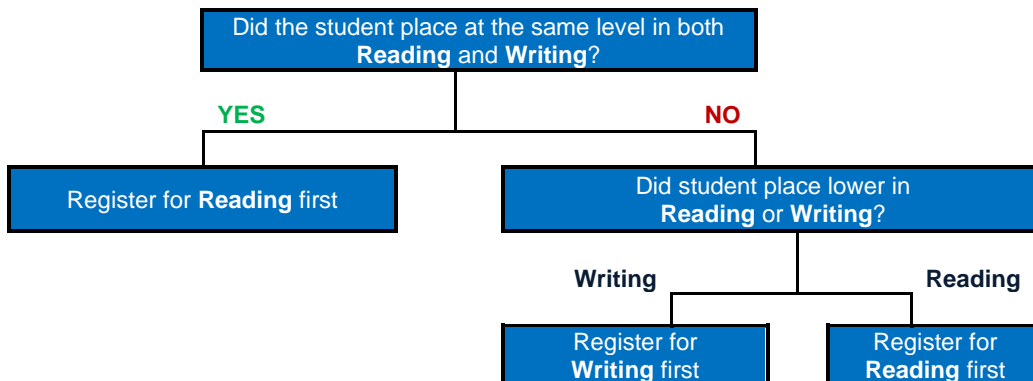 Did the student place at the same level in both
Reading and Writing?
YES
NO
Register for Reading first
Did student place lower in
Reading or Writing?
Writing
Reading
Register for
Writing first
Register for
Reading first